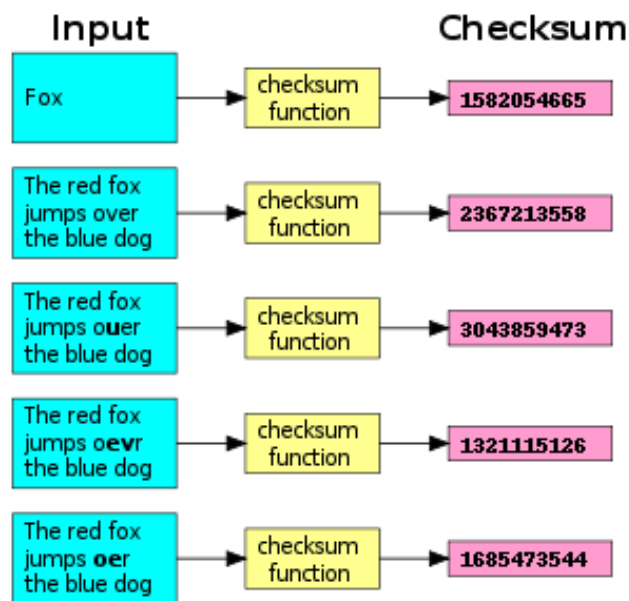 Input
Checksum
Fox
checksum
function
1582054665
The red fox
jumps over
the blue dog
checksum
function
2367213558
The red fox
jumps ouer
the blue dog
checksum
function
3043859473
The red fox
jumps oevr
the blue dog
checksum
function
1321115126
The red fox
jumps oer
the blue dog
checksum
function
1685473544